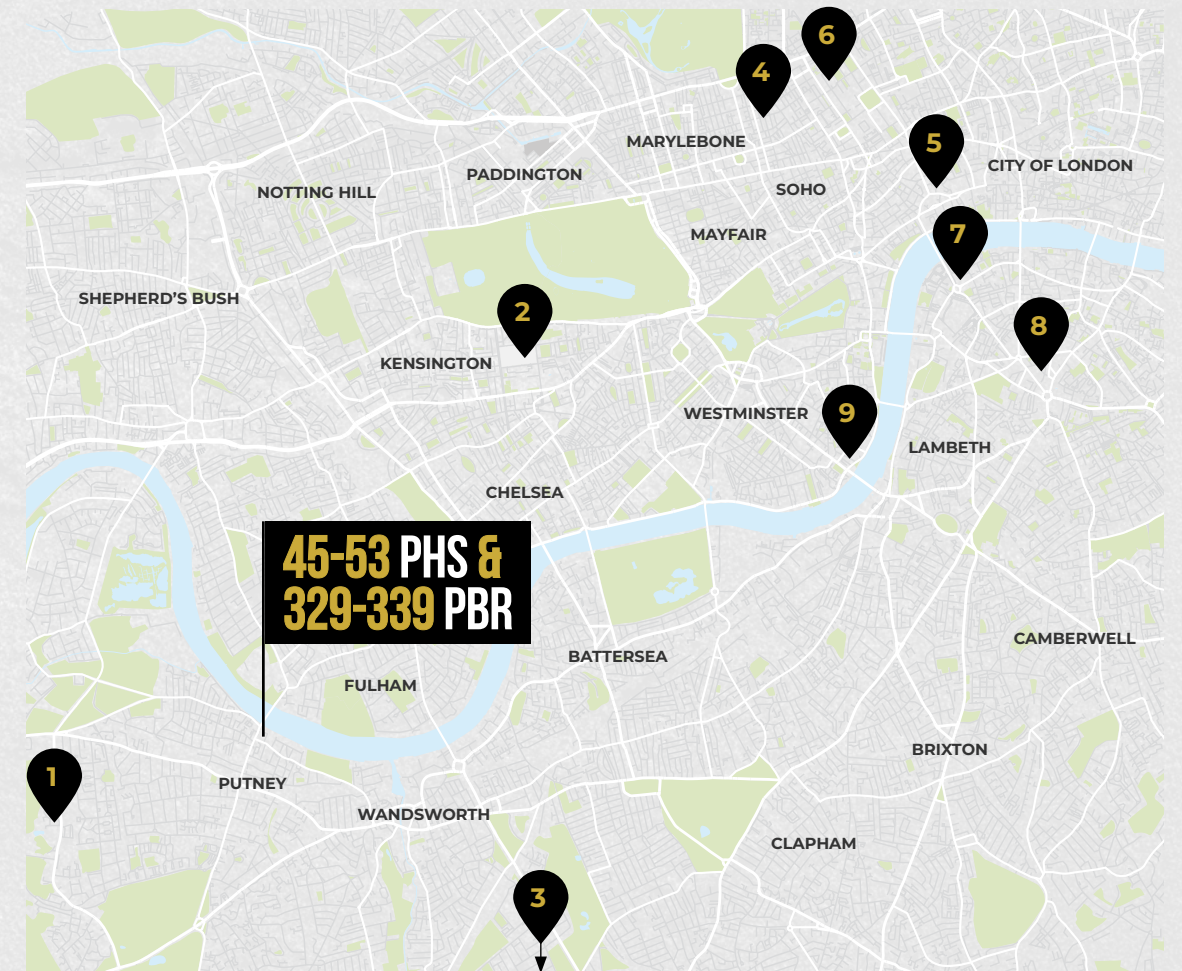 6
4
MARYLEBONE
5
CITY OF LONDON
PADDINGTON
NOTTING HILL
SOHO
MAYFAIR
7
SHEPHERD'S BUSH
2
8
KENSINGTON
WESTMINSTER
9
LAMBETH
CHELSEA
45-53 PHS &
329-339 PBR
CAMBERWELL
BATTERSEA
FULHAM
BRIXTON
1
PUTNEY
WANDSWORTH
CLAPHAM
3